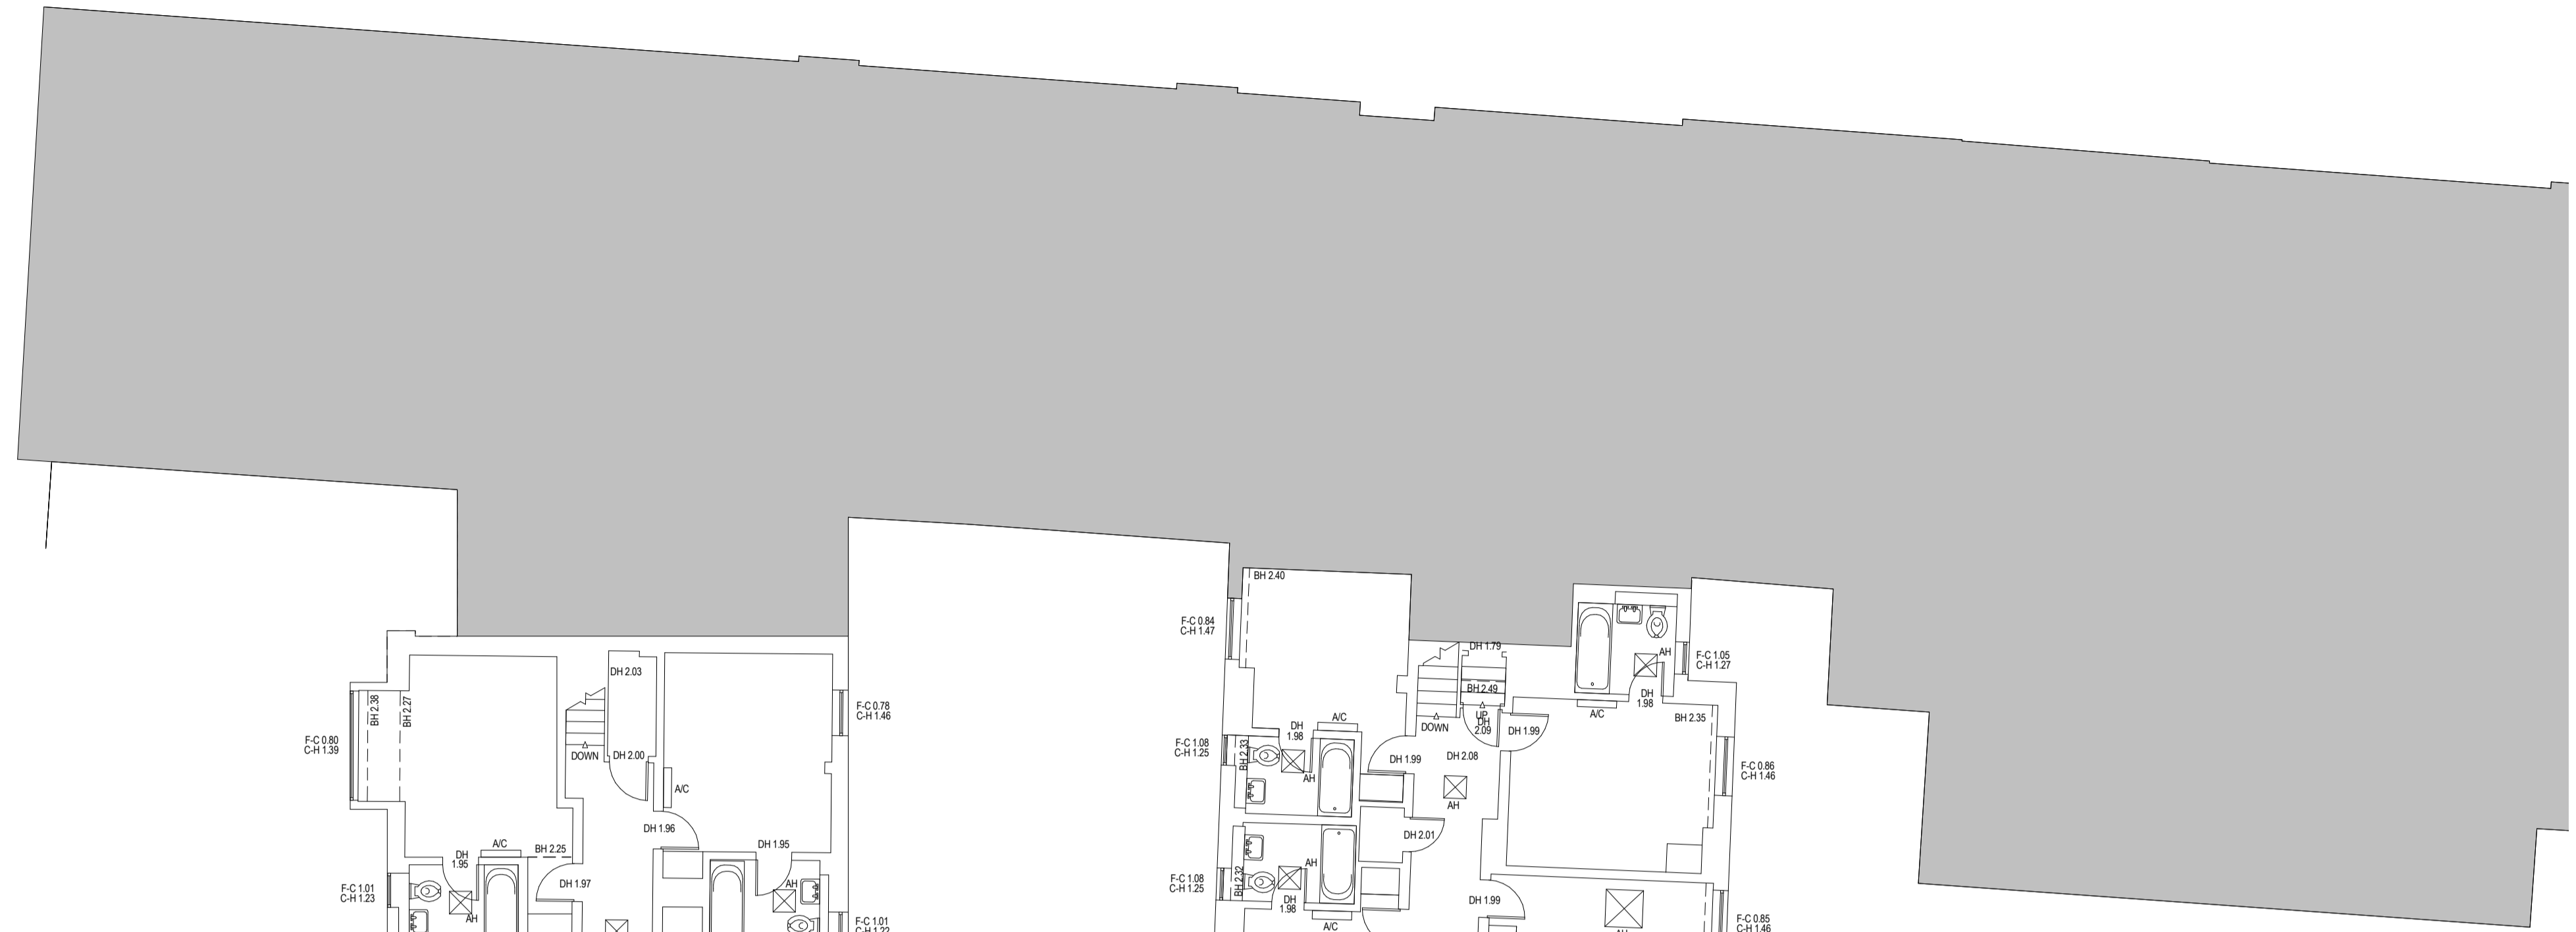 BH 2.40
F-C 0.84
C-H 1.47
DH 1.79
AH
F-C 1.05
C-H 1.27
DH 2.03
BH 2.38
BH 2.27
BH 2.49
DH
1.98
A/C
BH 2.35
F-C 0.78
C-H 1.46
UP
DH
2.09
DOWN
DH 1.99
A/C
DH
1.98
F-C 0.80
C-H 1.39
F-C 1.08
C-H 1.25
BH 2.33
DOWN
DH 2.00
DH 1.99
DH 2.08
F-C 0.86
C-H 1.46
AH
A/C
AH
DH 1.96
DH 2.01
A/C
BH 2.25
DH 1.95
DH
1.95
AH
F-C 1.08
C-H 1.25
BH 2.32
DH 1.97
AH
F-C 1.01
C-H 1.23
DH
1.98
DH 1.99
AH
F-C 1.01
C-H 1.22
A/C
F-C 0.85
C-H 1.46
AH